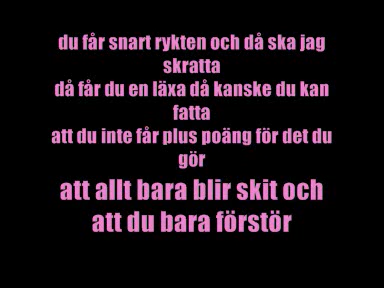 du får snart rykten och då ska jag
skratta
då får du en läxa då kanske du kan
fatta
att du inte får plus poäng för det du
gör
att allt bara blir skit och
att du bara förstör